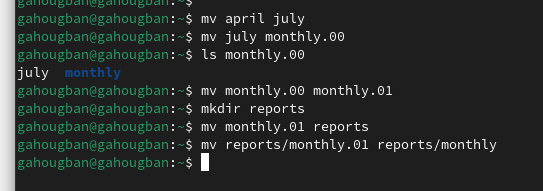 gahougban@gahougban:~$
gahougban@gahougban:~$ mv april july
gahougban@gahougban:~$ mv july monthly.00
gahougban@gahougban:~$ ls monthly.00
july  monthly
gahougban@gahougban:~$ mv monthly.00 monthly.01
gahougban@gahougban:~$ mkdir reports
gahougban@gahougban:~$ mv monthly.01 reports
gahougban@gahougban:~$ mv reports/monthly.01 reports/monthly
gahougban@gahougban:~$